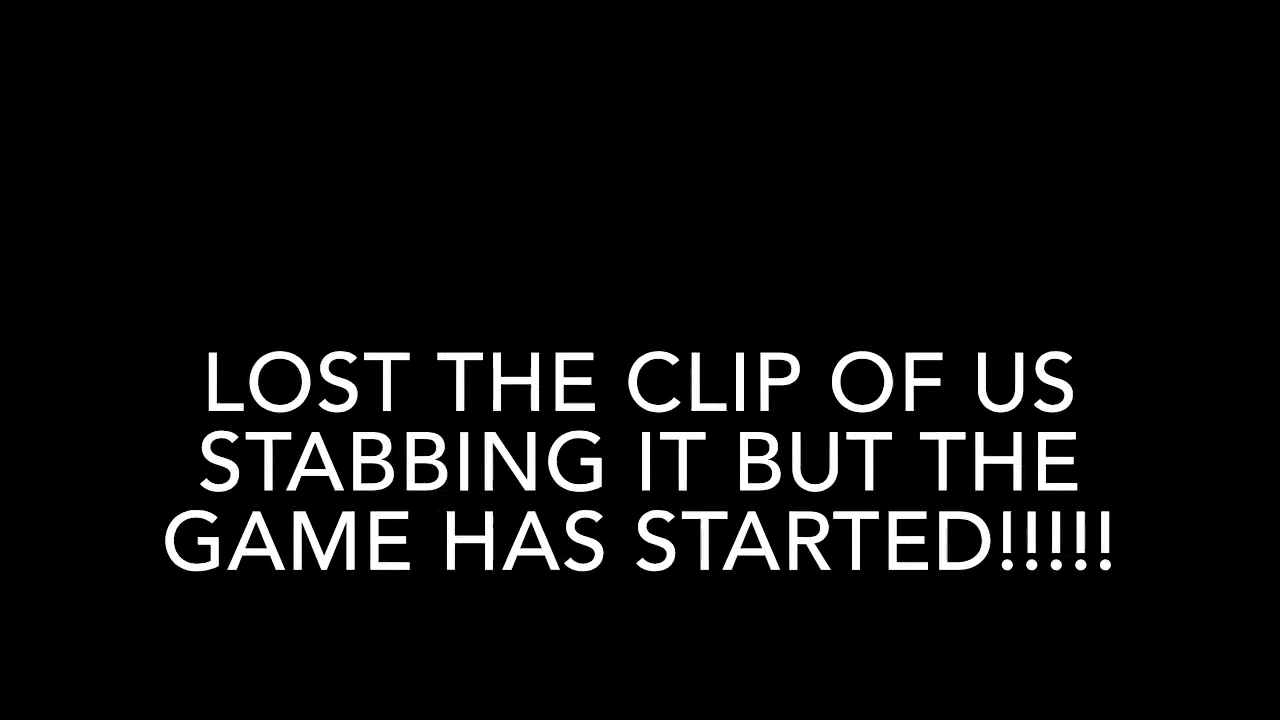 LOST THE CLIP OF US
STABBING IT BUT THE
GAME HAS STARTED!!!!!